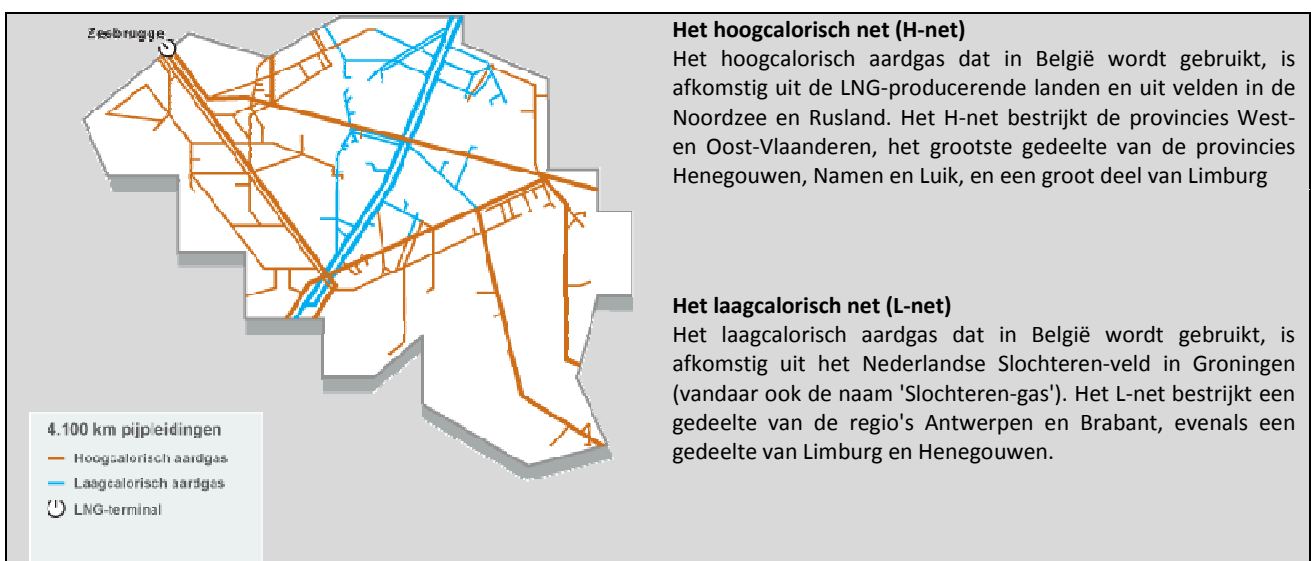 Zeebrugge
Het hoogcalorisch net (H-net)
Het hoogcalorisch aardgas dat in België wordt gebruikt, is
afkomstig uit de LNG-producerende landen en uit velden in de
Noordzee en Rusland. Het H-net bestrijkt de provincies West-
en Oost-Vlaanderen, het grootste gedeelte van de provincies
Henegouwen, Namen en Luik, en een groot deel van Limburg
Het laagcalorisch net (L-net)
Het laagcalorisch aardgas dat in België wordt gebruikt, is
afkomstig uit het Nederlandse Slochteren-veld in Groningen
(vandaar ook de naam 'Slochteren-gas'). Het L-net bestrijkt een
gedeelte van de regio's Antwerpen en Brabant, evenals een
gedeelte van Limburg en Henegouwen.
4.100 km pijpleidingen
Hoogcalorisch aardgas
Laagcalorisch aardgas
LNG-terminal